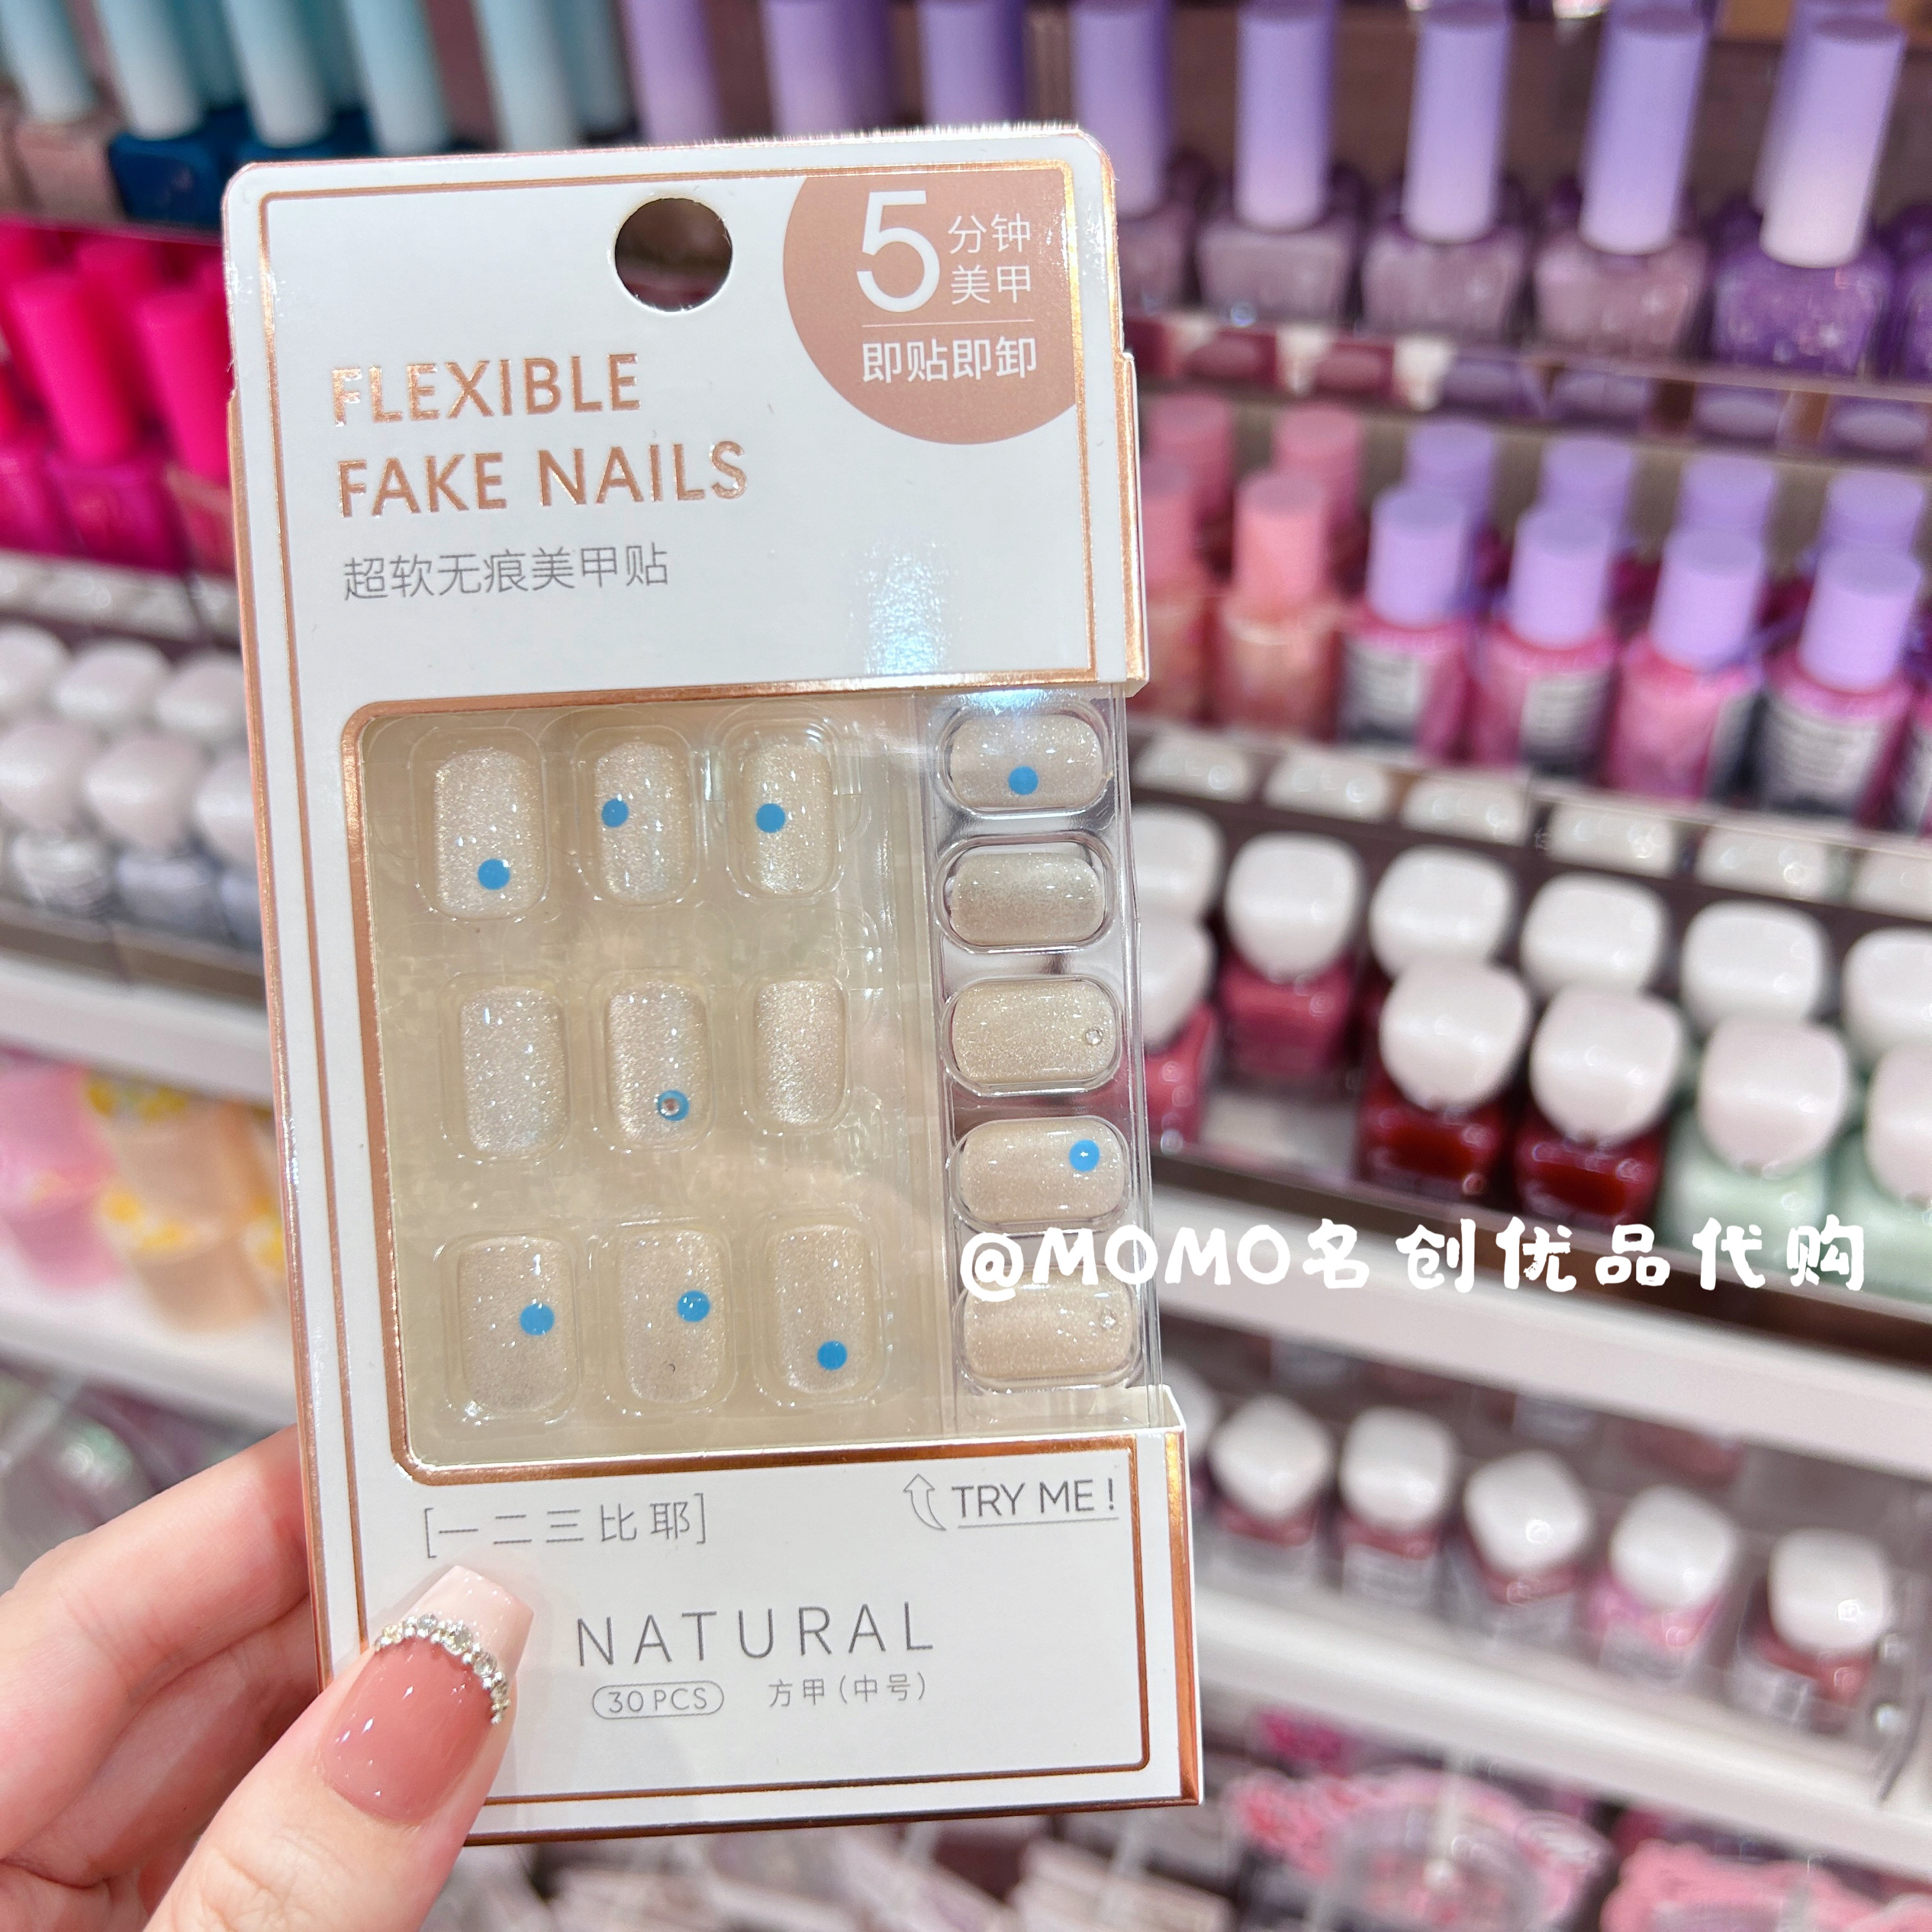 5分钟
美甲
即贴即卸
FLEXIBLE
FAKE NAILS
超软无痕美甲贴
@MOMO名创优品代购
[一二三比耶]
TRY ME!
NATURAL
30PCS 方甲(中号)